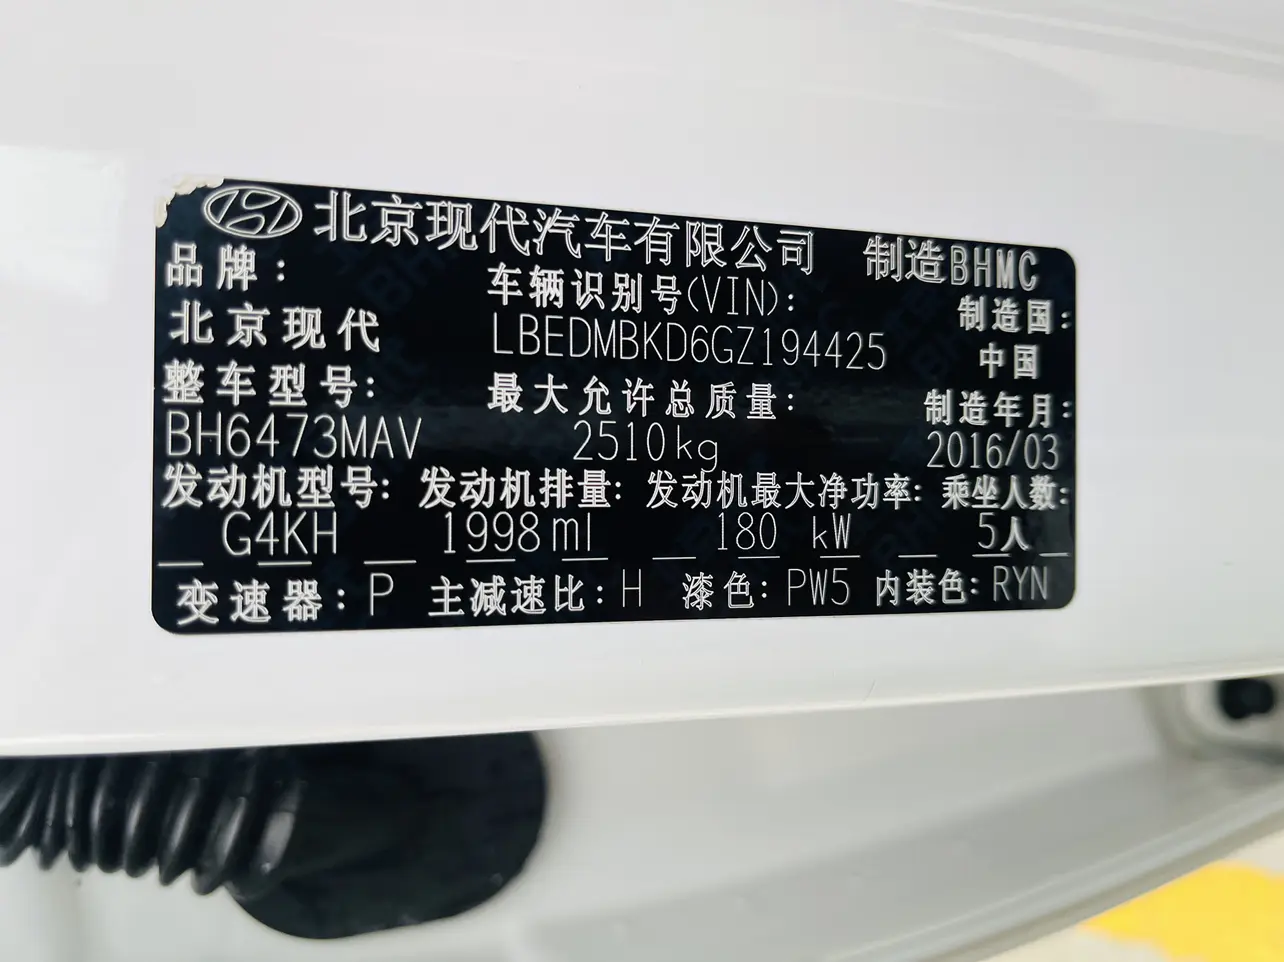 北京现代汽车有限公司 制造BHMC
品牌： 车辆识别号(VIN)： 制造国：
北京现代 LBEDMBKD6GZ194425 中国
整车型号： 最大允许总质量： 制造年月：
BH6473MAV 2510kg 2016/03
发动机型号： 发动机排量： 发动机最大净功率： 乘坐人数：
G4KH 1998ml 180 kW 5人
变速器：P 主减速比：H 漆色：PW5 内装色：RYN